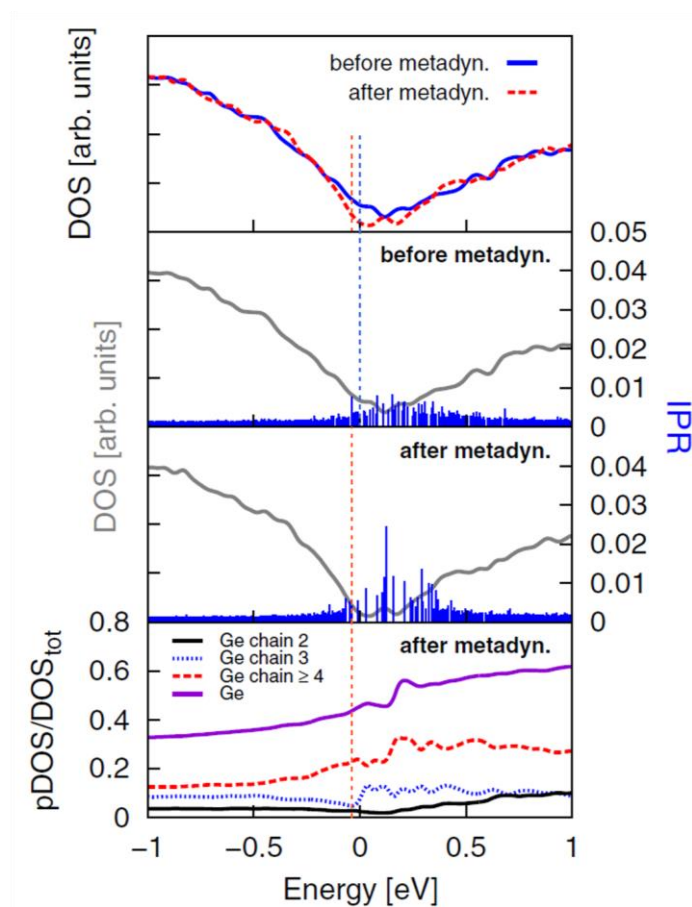 before metadyn.
after metadyn.
DOS [arb. units]
0.05
before metadyn.
0.04
0.03
0.02
0.01
0
DOS [arb. units]
IPR
after metadyn.
0.04
0.03
0.02
0.01
0
0.8
Ge chain 2
Ge chain 3
Ge chain ≥ 4
Ge
after metadyn.
0.6
0.4
0.2
0
pDOS/DOStot
−1
−0.5
0
0.5
1
Energy [eV]